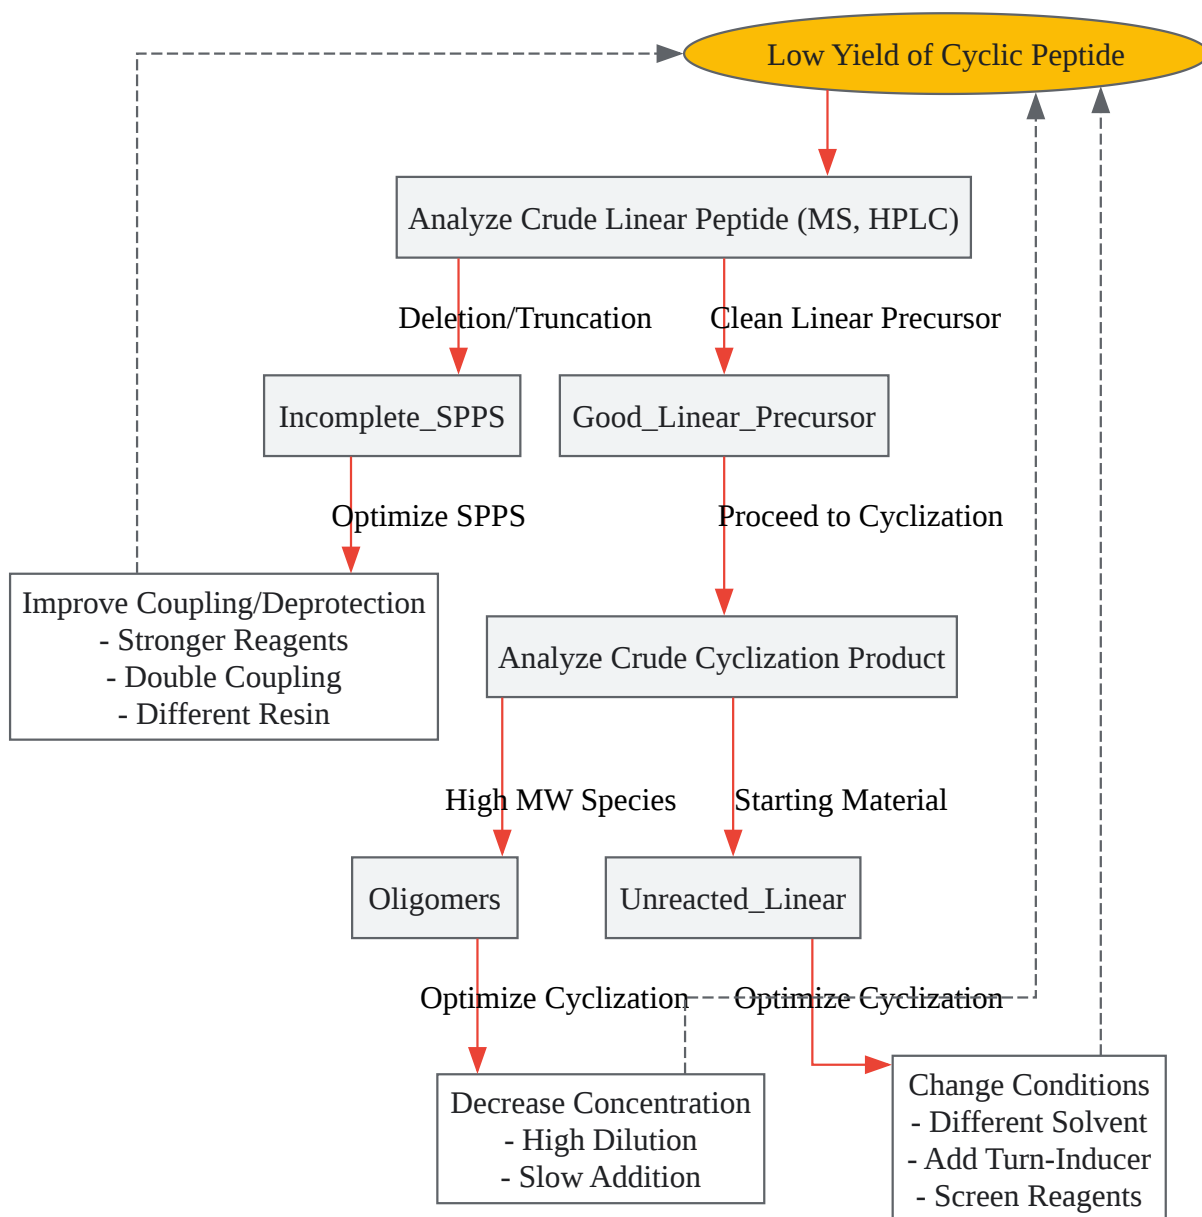 Low Yield of Cyclic Peptide
Analyze Crude Linear Peptide (MS, HPLC)
Deletion/Truncation
Clean Linear Precursor
Incomplete_SPPS
Good_Linear_Precursor
Optimize SPPS
Proceed to Cyclization
Improve Coupling/Deprotection
- Stronger Reagents
- Double Coupling
- Different Resin
Analyze Crude Cyclization Product
High MW Species
Starting Material
Oligomers
Unreacted_Linear
Optimize Cyclization
Optimize Cyclization
Decrease Concentration
- High Dilution
- Slow Addition
Change Conditions
- Different Solvent
- Add Turn-Inducer
- Screen Reagents